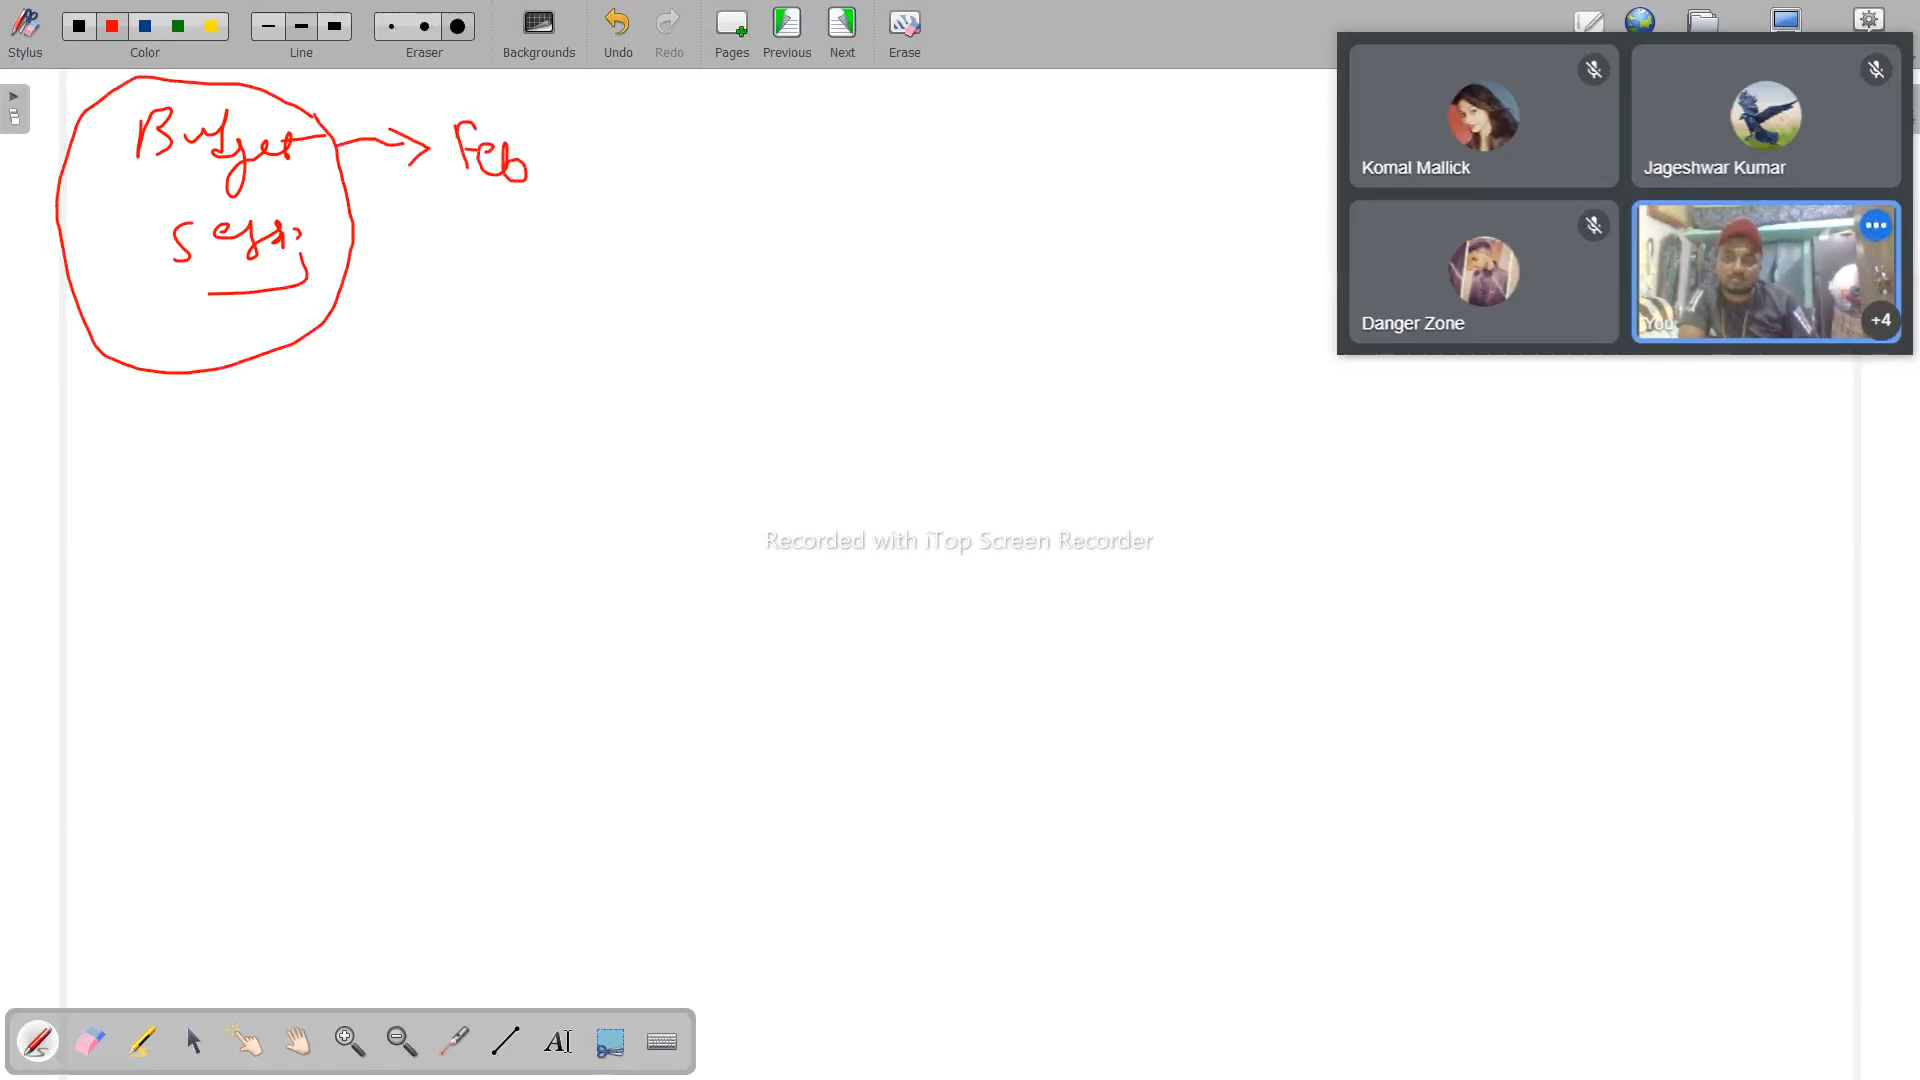 Stylus
Color
Line
Eraser
Backgrounds
Undo
Redo
Pages
Previous
Next
Erase
Budget → Feb
Komal Mallick
Jageshwar Kumar
Danger Zone
You
+4
Recorded with iTop Screen Recorder
AI